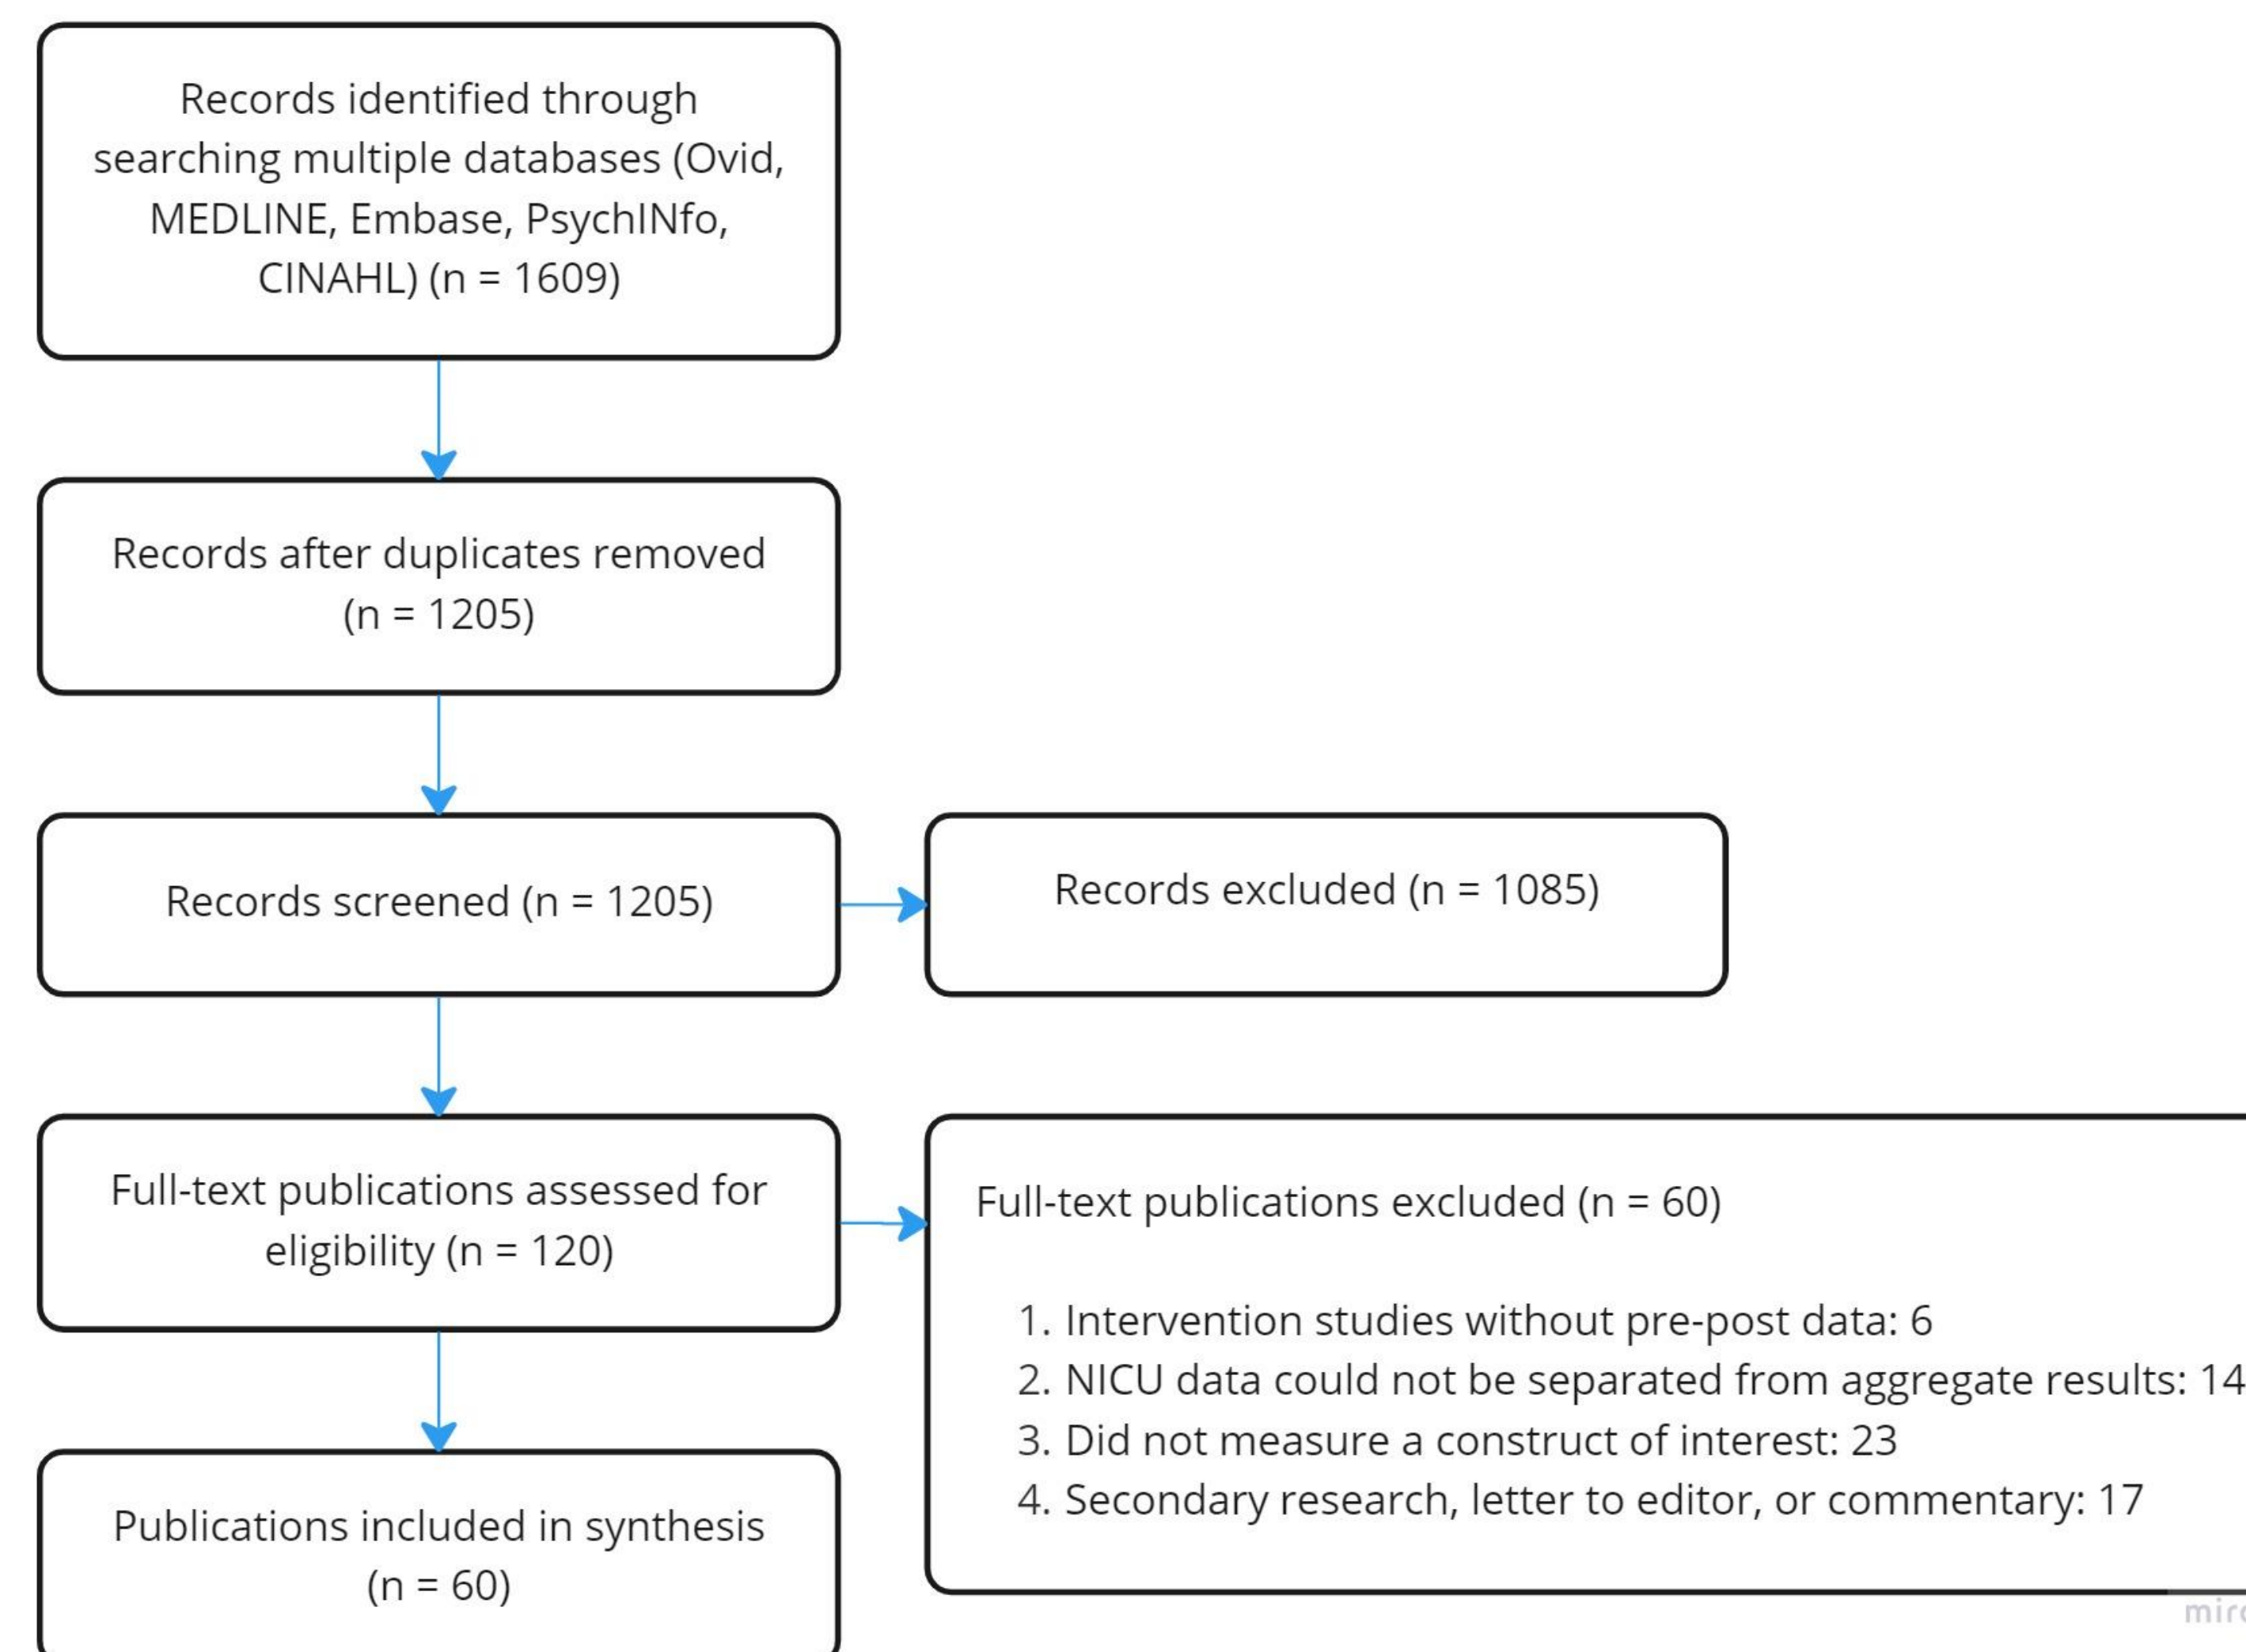 Records identified through
searching multiple databases (Ovid,
MEDLINE, Embase, PsychINfo,
CINAHL) (n = 1609)
Records after duplicates removed
(n = 1205)
Records screened (n = 1205)
Records excluded (n = 1085)
Full-text publications assessed for
eligibility (n = 120)
Full-text publications excluded (n = 60)
1. Intervention studies without pre-post data: 6
2. NICU data could not be separated from aggregate results: 14
3. Did not measure a construct of interest: 23
4. Secondary research, letter to editor, or commentary: 17
Publications included in synthesis
(n = 60)